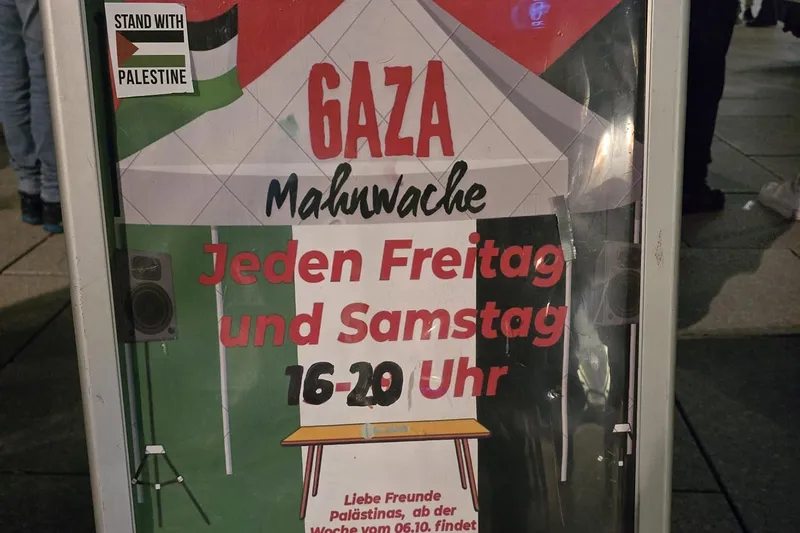 STAND WITH
PALESTINE
GAZA
Mahnwache
Jeden Freitag
und Samstag
16-20 Uhr
Liebe Freunde
Palästinas, ab der
Woche vom 06.10. findet